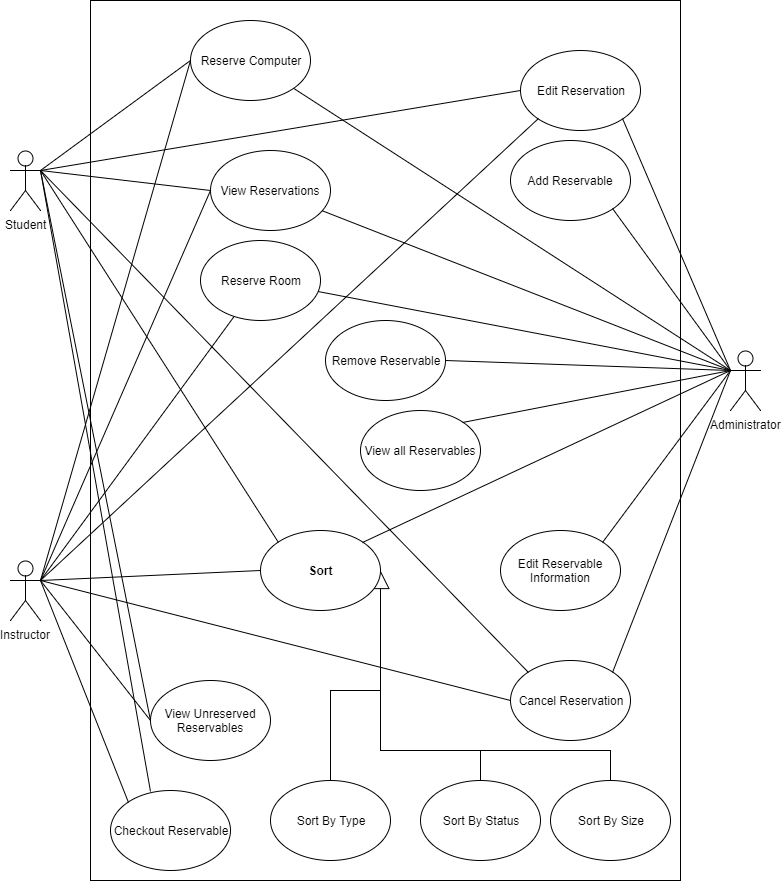 Reserve Computer
Edit Reservation
Add Reservable
View Reservations
Student
Reserve Room
Remove Reservable
Administrator
View all Reservables
Sort
Edit Reservable
Information
Instructor
Cancel Reservation
View Unreserved
Reservables
Sort By Type
Sort By Status
Sort By Size
Checkout Reservable